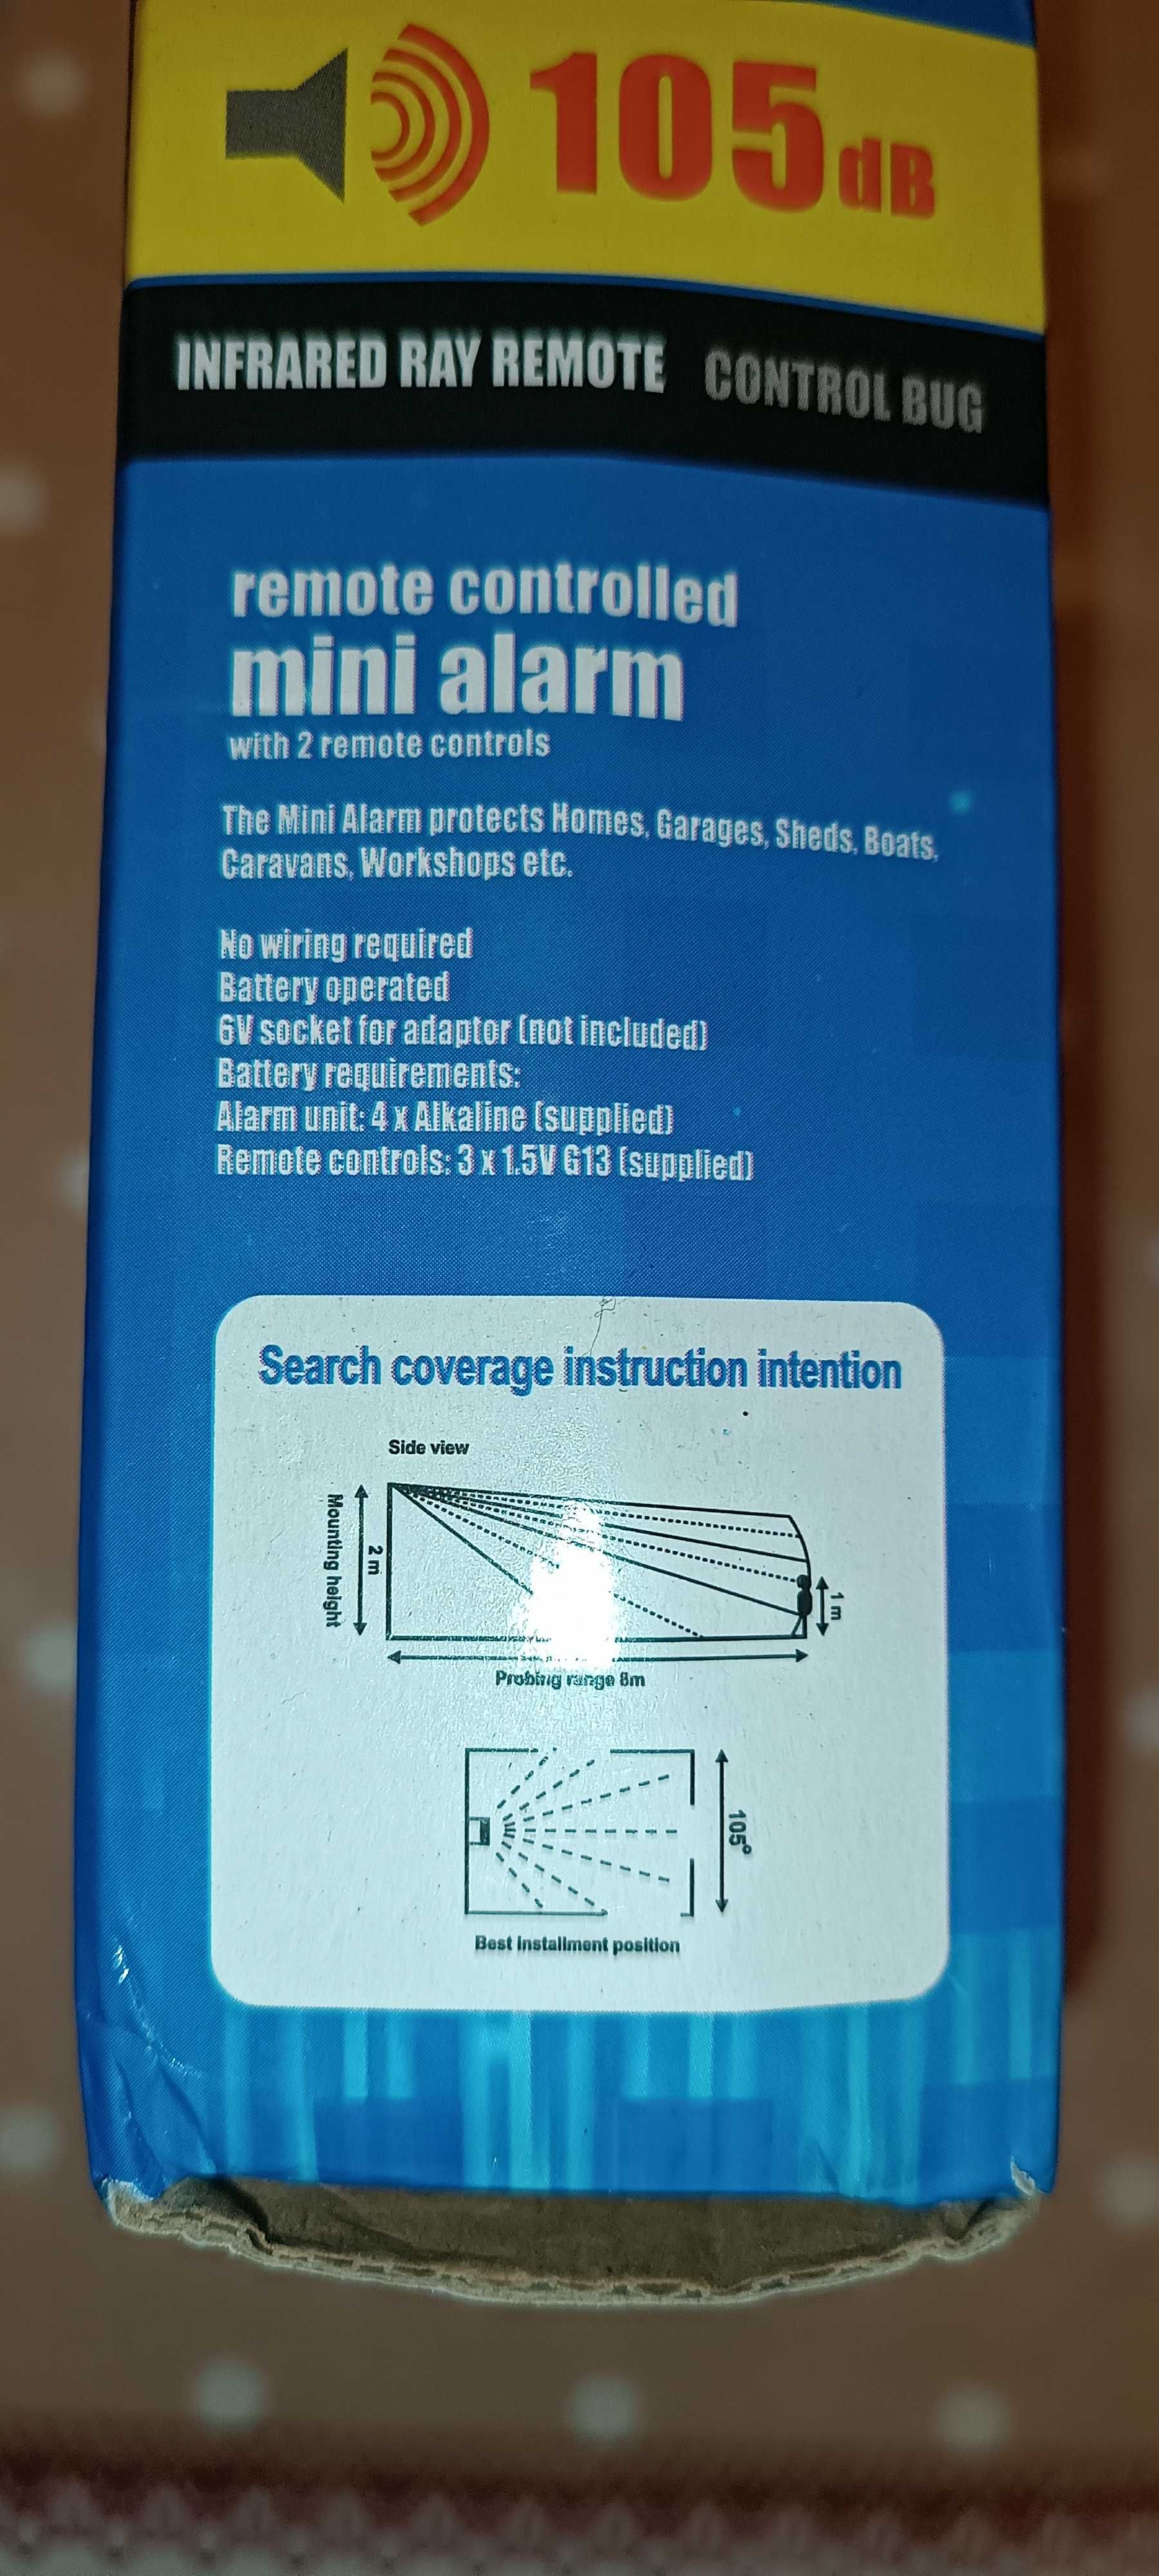 105dB
INFRARED RAY REMOTE CONTROL BUG
remote controlled
mini alarm
with 2 remote controls
The Mini Alarm protects Homes, Garages, Sheds, Boats,
Caravans, Workshops etc.
No wiring required
Battery operated
6V socket for adaptor (not included)
Battery requirements:
Alarm unit: 4 x Alkaline (supplied)
Remote controls: 3 x 1.5V G13 (supplied)
Search coverage instruction intention
Side view
Mounting height
2 m
1 m
Probing range 8m
105°
Best installment position